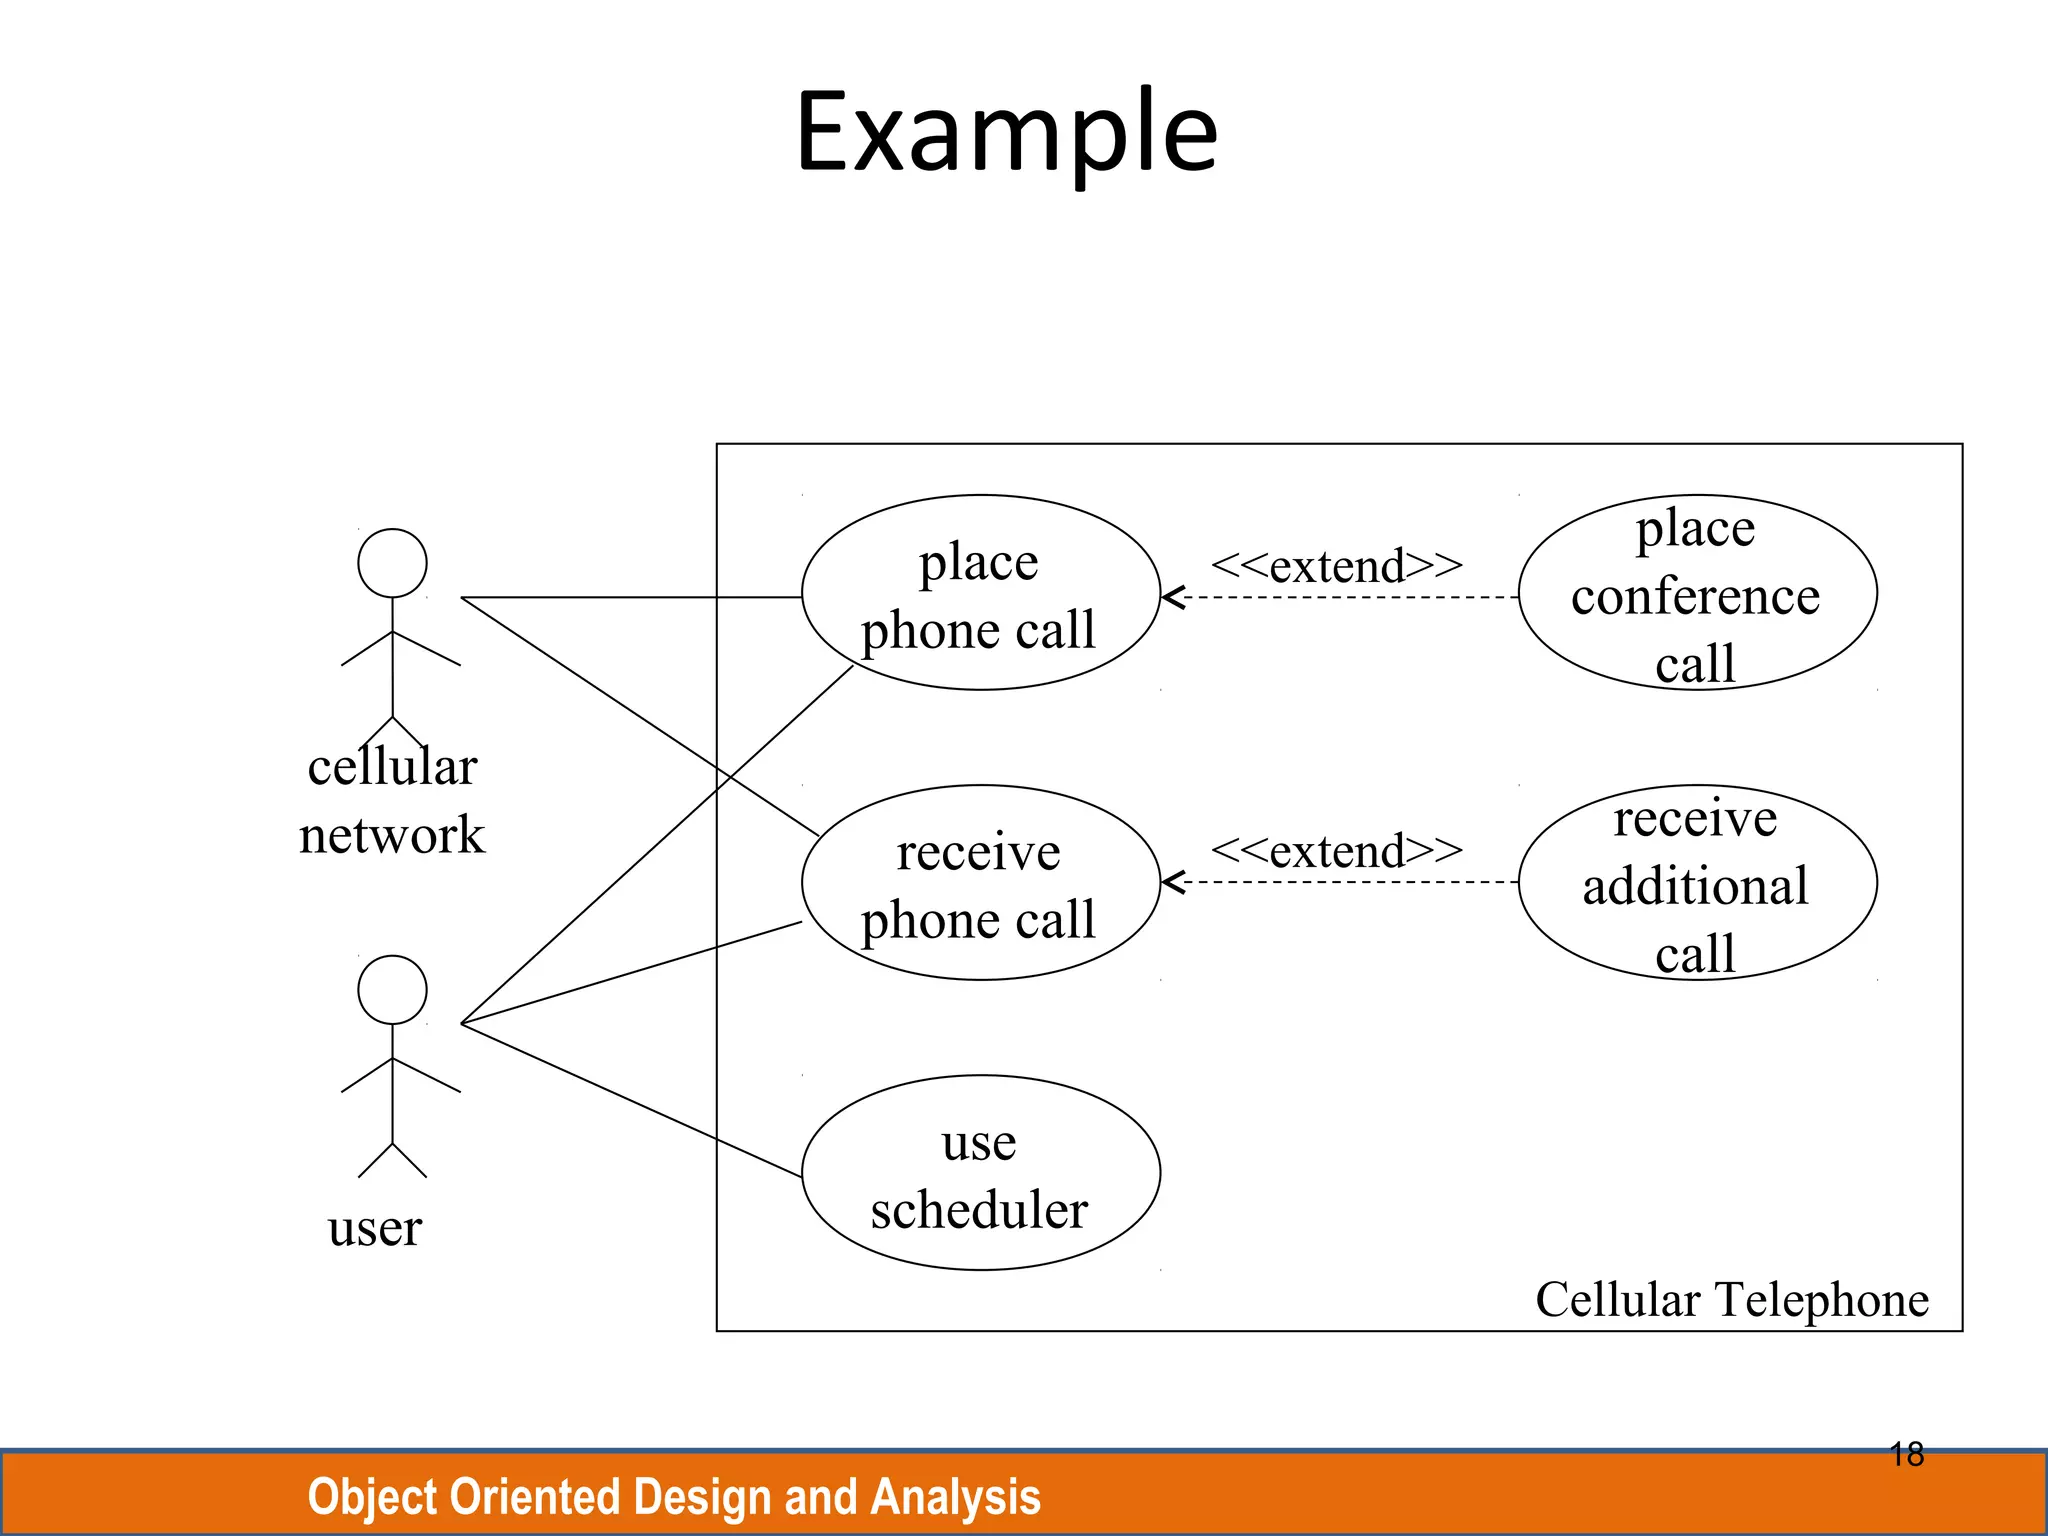 Example
place
phone call
<<extend>>
place
conference
call
cellular
network
receive
phone call
<<extend>>
receive
additional
call
user
use
scheduler
Cellular Telephone
18
Object Oriented Design and Analysis